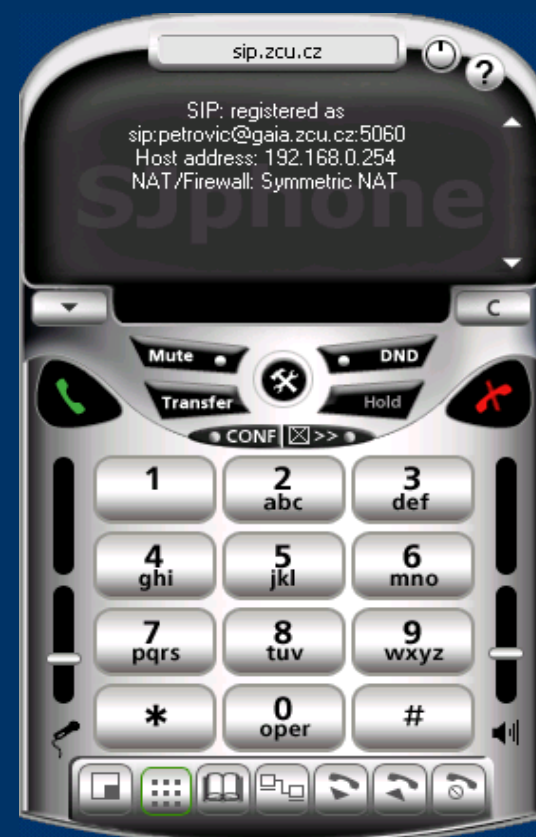 sip.zcu.cz
?
SIP: registered as
sip:petrovic@gaia.zcu.cz:5060
Host address: 192.168.0.254
NAT/Firewall: Symmetric NAT
SJphone
C
Mute DND
Transfer Hold
CONF >>
1 2 3
abc def
4 5 6
ghi jkl mno
7 8 9
pqrs tuv wxyz
* 0 #
oper